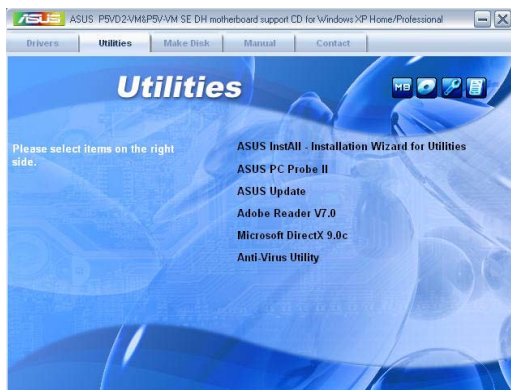 ASUS P5VD2-VM&P5V-VM SE DH motherboard support CD for Windows XP Home/Professional
Drivers
Utilities
Make Disk
Manual
Contact
Utilities
MB
Please select items on the right
side.
ASUS InstAll - Installation Wizard for Utilities
ASUS PC Probe II
ASUS Update
Adobe Reader V7.0
Microsoft DirectX 9.0c
Anti-Virus Utility